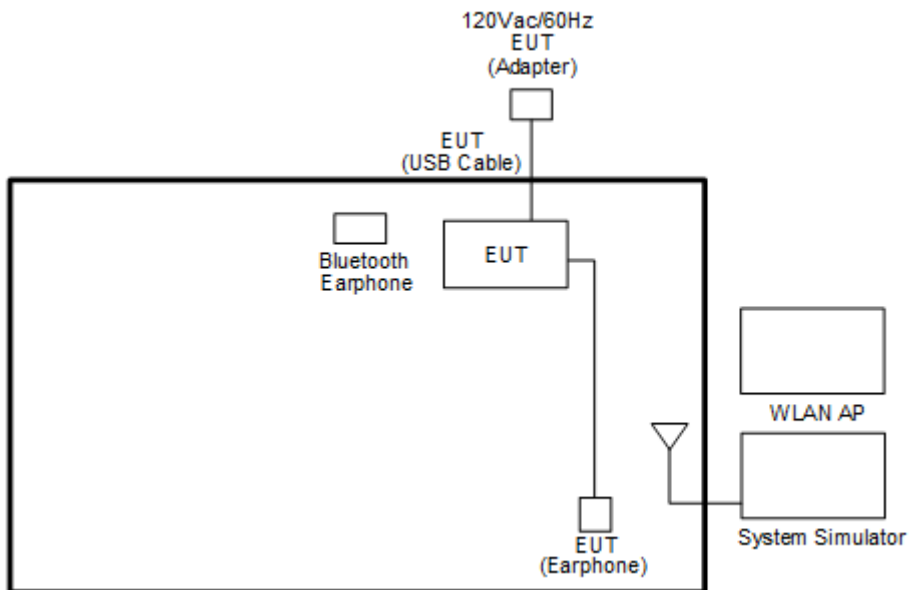 120Vac/60Hz
EUT
(Adapter)
EUT
(USB Cable)
EUT
Bluetooth
Earphone
WLAN AP
System Simulator
EUT
(Earphone)